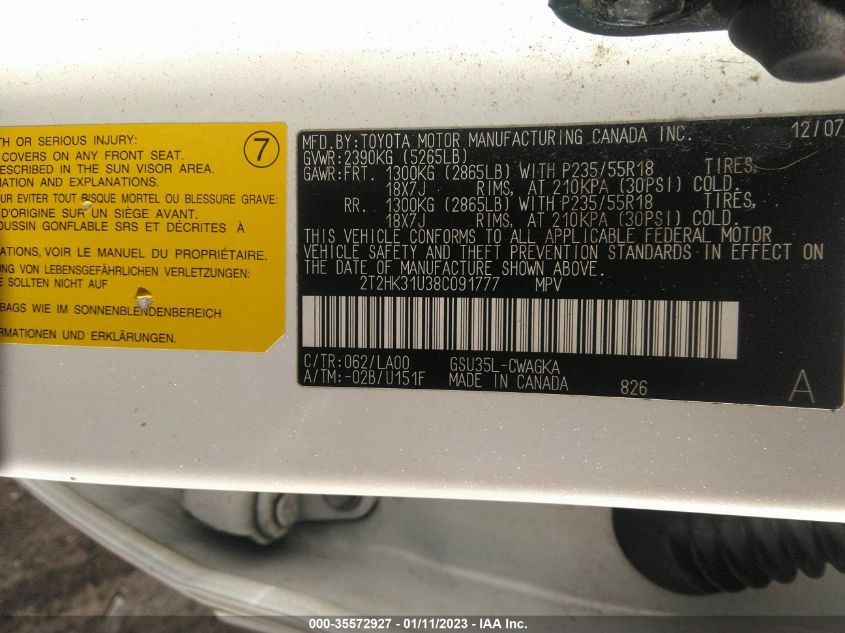 TH OR SERIOUS INJURY:
COVERS ON ANY FRONT SEAT.
ESCRIBED IN THE SUN VISOR AREA.
MATION AND EXPLANATIONS.
UR EVITER TOUT RISQUE MORTEL OU BLESSURE GRAVE:
D'ORIGINE SUR UN SIÈGE AVANT.
OUSSIN GONFLABLE SRS ET DÉCRITES À
ATIONS, VOIR LE MANUEL DU PROPRIÉTAIRE.
UNG VON LEBENSGEFÄHRLICHEN VERLETZUNGEN:
E SOLLTEN NICHT AUF
BAGS WIE IM SONNENBLENDENBEREICH
ORMATIONEN UND ERKLÄRUNGEN.
7
MFD.BY:TOYOTA MOTOR MANUFACTURING CANADA INC. 12/07
GVWR:2390KG (5265LB)
GAWR:FRT. 1300KG (2865LB) WITH P235/55R18 TIRES,
18X7J RIMS, AT 210KPA (30PSI) COLD.
RR. 1300KG (2865LB) WITH P235/55R18 TIRES,
18X7J RIMS, AT 210KPA (30PSI) COLD.
THIS VEHICLE CONFORMS TO ALL APPLICABLE FEDERAL MOTOR
VEHICLE SAFETY AND THEFT PREVENTION STANDARDS IN EFFECT ON
THE DATE OF MANUFACTURE SHOWN ABOVE.
2T2HK31U38C091777 MPV
C/TR:062/LA00 GSU35L-CWAGKA
A/TM:-02B/U151F MADE IN CANADA 826 A
000-35572927 - 01/11/2023 - IAA Inc.